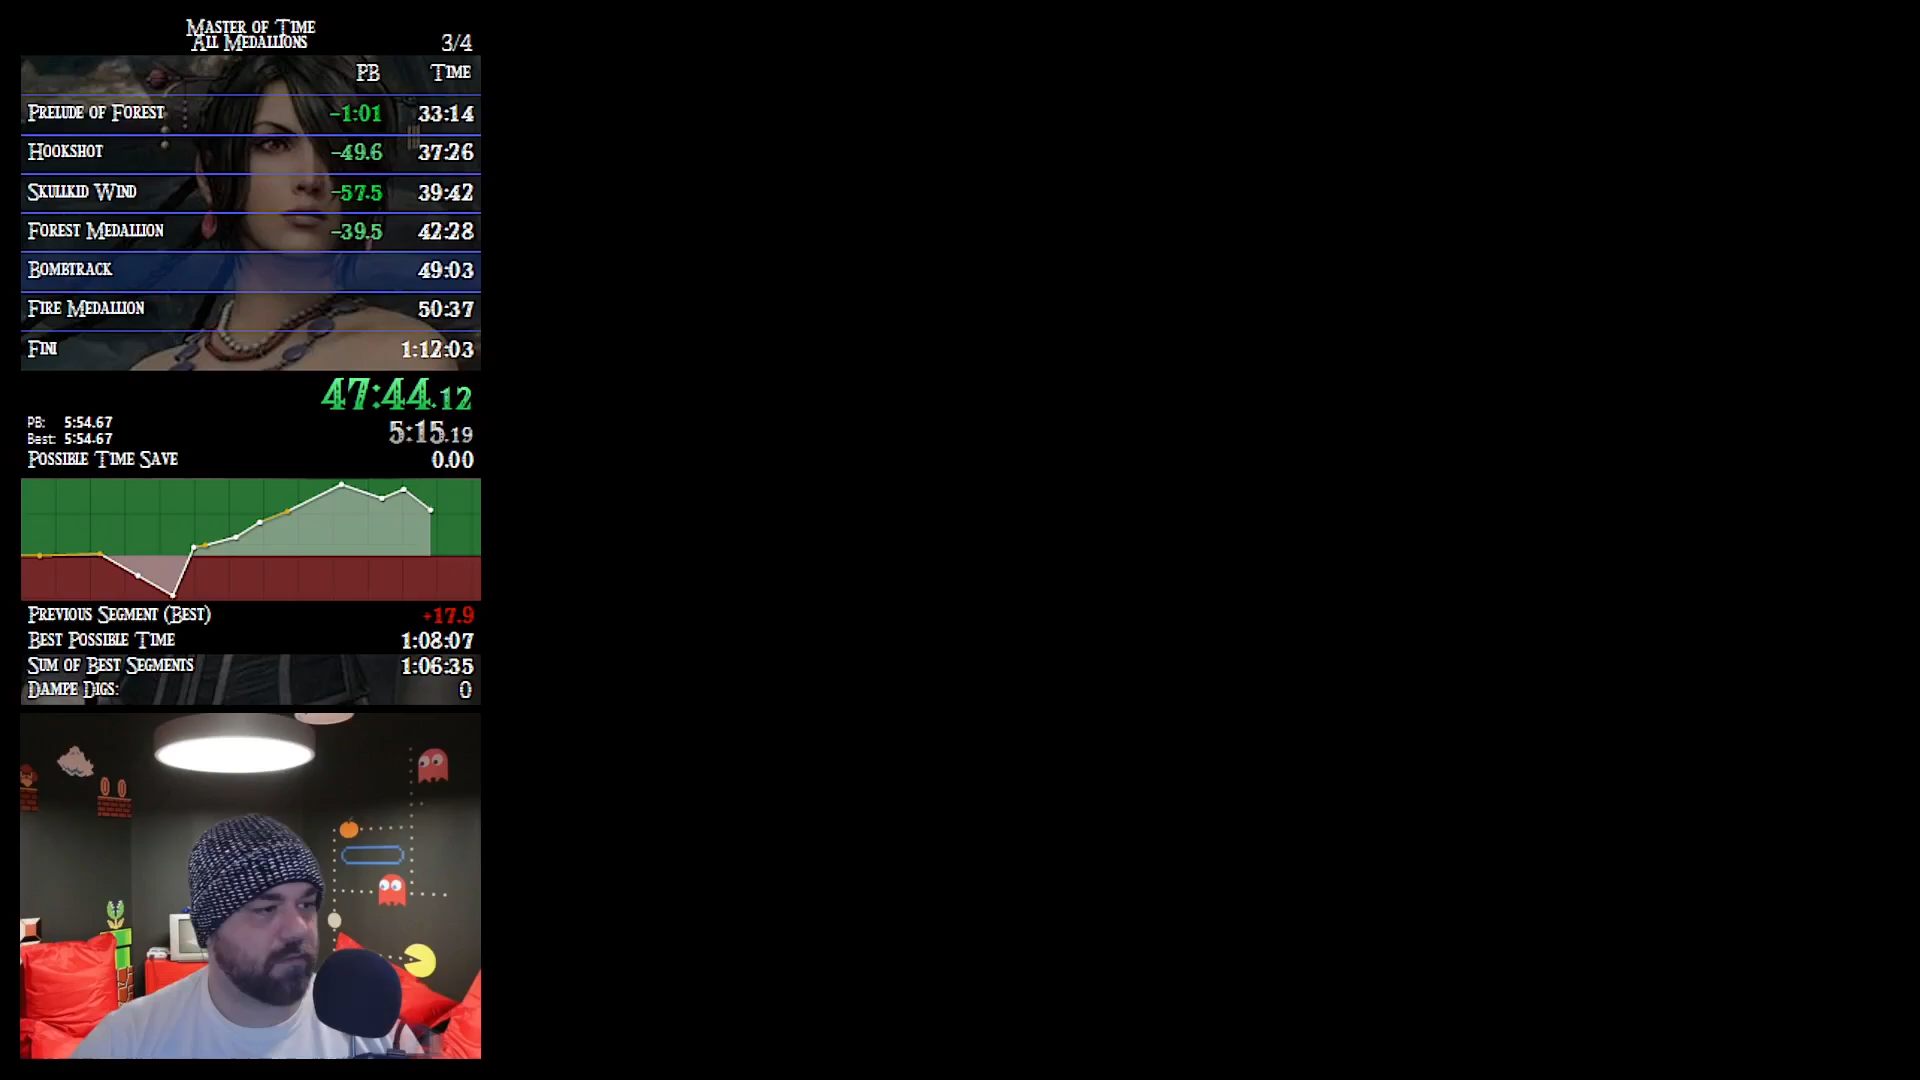 Master of Time
All Medallions
3/4
PB Time
Prelude of Forest -1:01 33:14
Hookshot -49.6 37:26
Skullkid Wind -57.5 39:42
Forest Medallion -39.5 42:28
Bombtrack 49:03
Fire Medallion 50:37
Fini 1:12:03
47:44.12
PB: 5:54.67
Best: 5:54.67
5:15.19
Possible Time Save 0.00
Previous Segment (Best) +17.9
Best Possible Time 1:08:07
Sum of Best Segments 1:06:35
Dampe Digs: 0